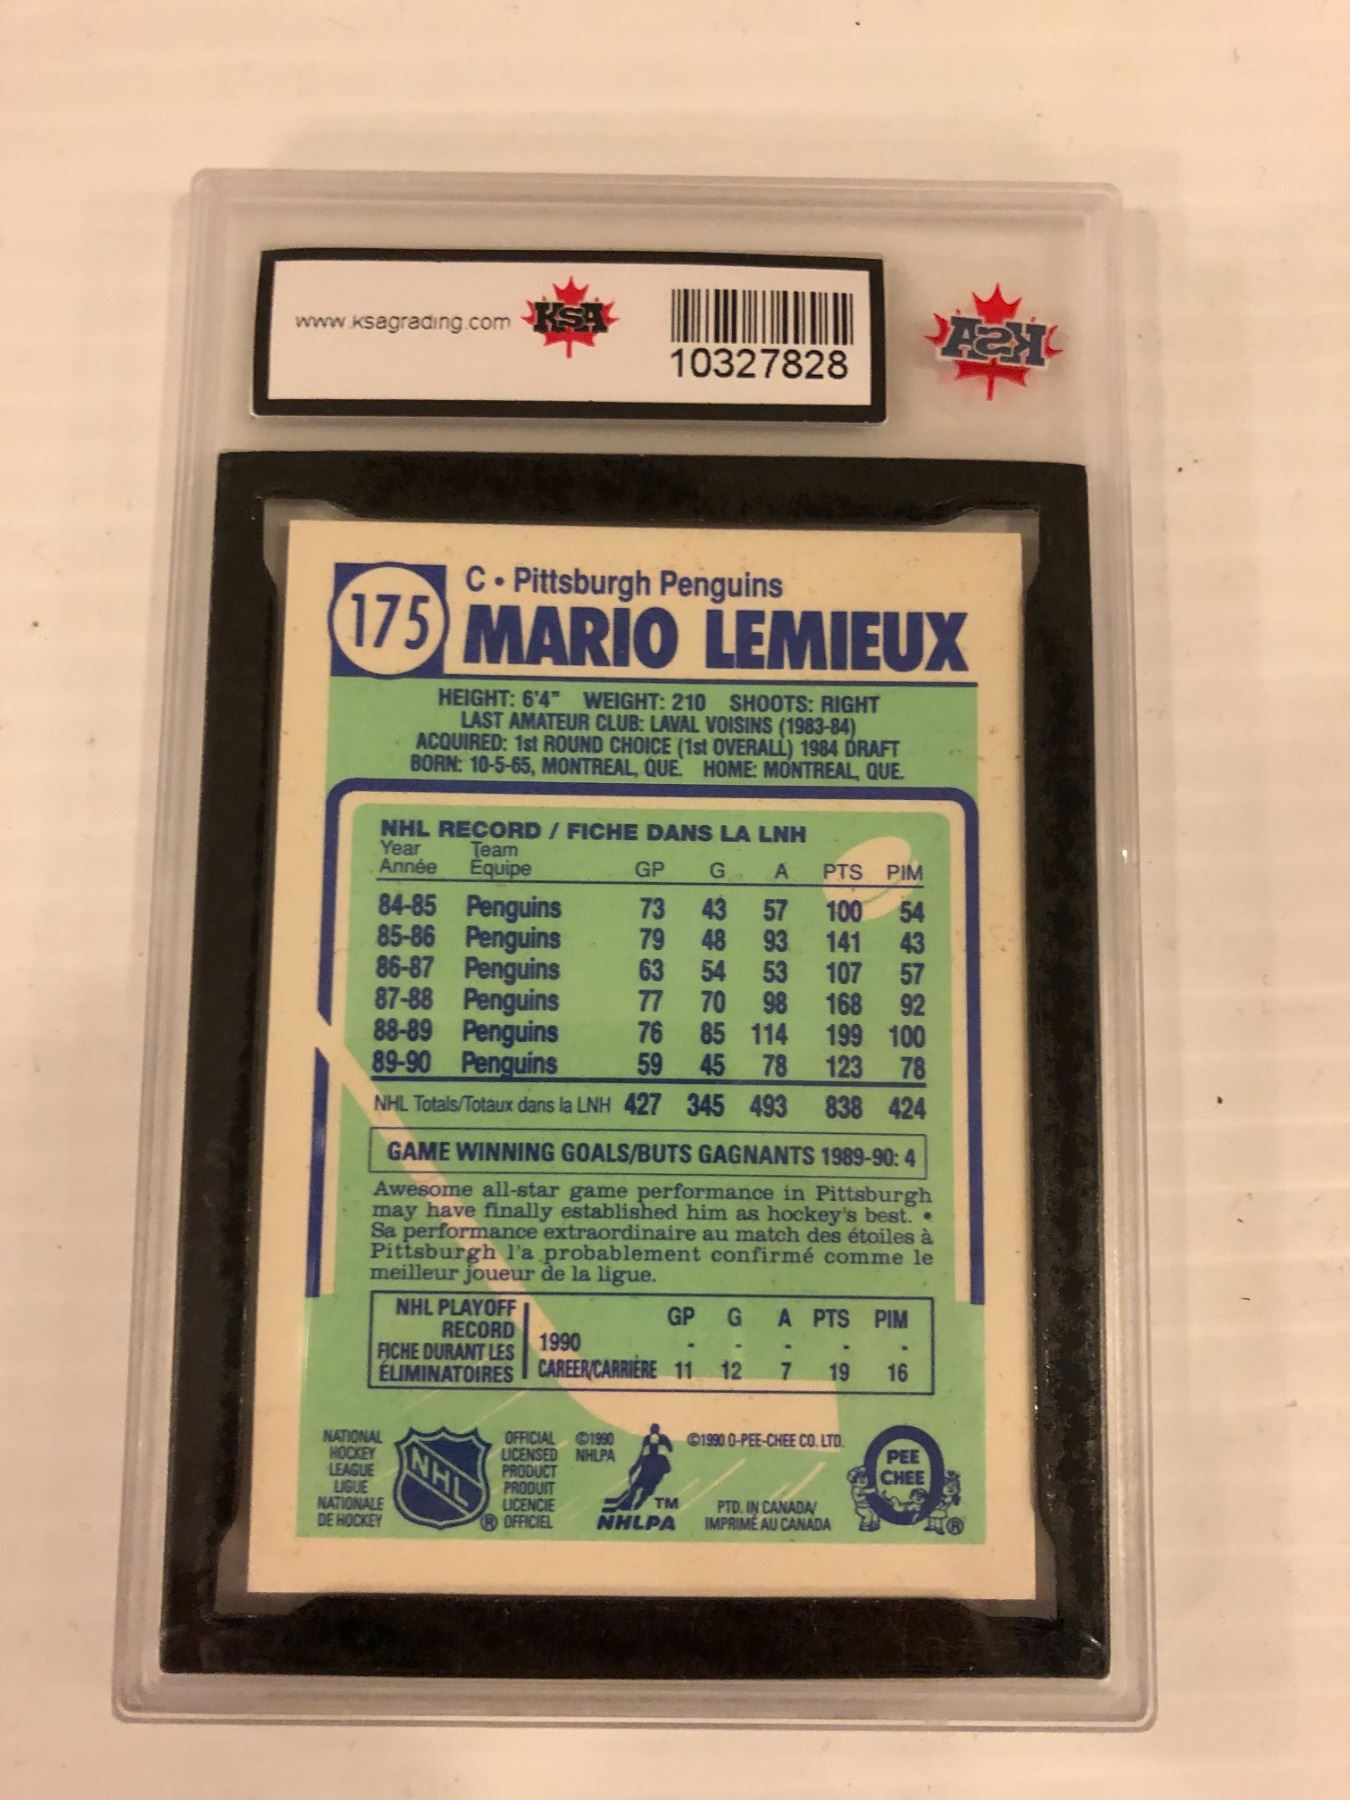 www.ksagrading.com
KSA
10327828
KSA
175
C • Pittsburgh Penguins
MARIO LEMIEUX
HEIGHT: 6'4" WEIGHT: 210 SHOOTS: RIGHT
LAST AMATEUR CLUB: LAVAL VOISINS (1983-84)
ACQUIRED: 1st ROUND CHOICE (1st OVERALL) 1984 DRAFT
BORN: 10-5-65, MONTREAL, QUE. HOME: MONTREAL, QUE.
NHL RECORD / FICHE DANS LA LNH
Year Team
Année Équipe GP G A PTS PIM
84-85 Penguins 73 43 57 100 54
85-86 Penguins 79 48 93 141 43
86-87 Penguins 63 54 53 107 57
87-88 Penguins 77 70 98 168 92
88-89 Penguins 76 85 114 199 100
89-90 Penguins 59 45 78 123 78
NHL Totals/Totaux dans la LNH 427 345 493 838 424
GAME WINNING GOALS/BUTS GAGNANTS 1989-90: 4
Awesome all-star game performance in Pittsburgh
may have finally established him as hockey's best. •
Sa performance extraordinaire au match des étoiles à
Pittsburgh l'a probablement confirmé comme le
meilleur joueur de la ligue.
NHL PLAYOFF
RECORD
FICHE DURANT LES
ÉLIMINATOIRES
GP G A PTS PIM
1990 - - - - -
CAREER/CARRIÈRE 11 12 7 19 16
NATIONAL
HOCKEY
LEAGUE
LIGUE
NATIONALE
DE HOCKEY
NHL
®
OFFICIAL
LICENSED
PRODUCT
PRODUIT
LICENCIE
OFFICIEL
©1990
NHLPA
TM
NHLPA
©1990 O-PEE-CHEE CO. LTD.
PTD. IN CANADA/
IMPRIMÉ AU CANADA
O
PEE
CHEE
®